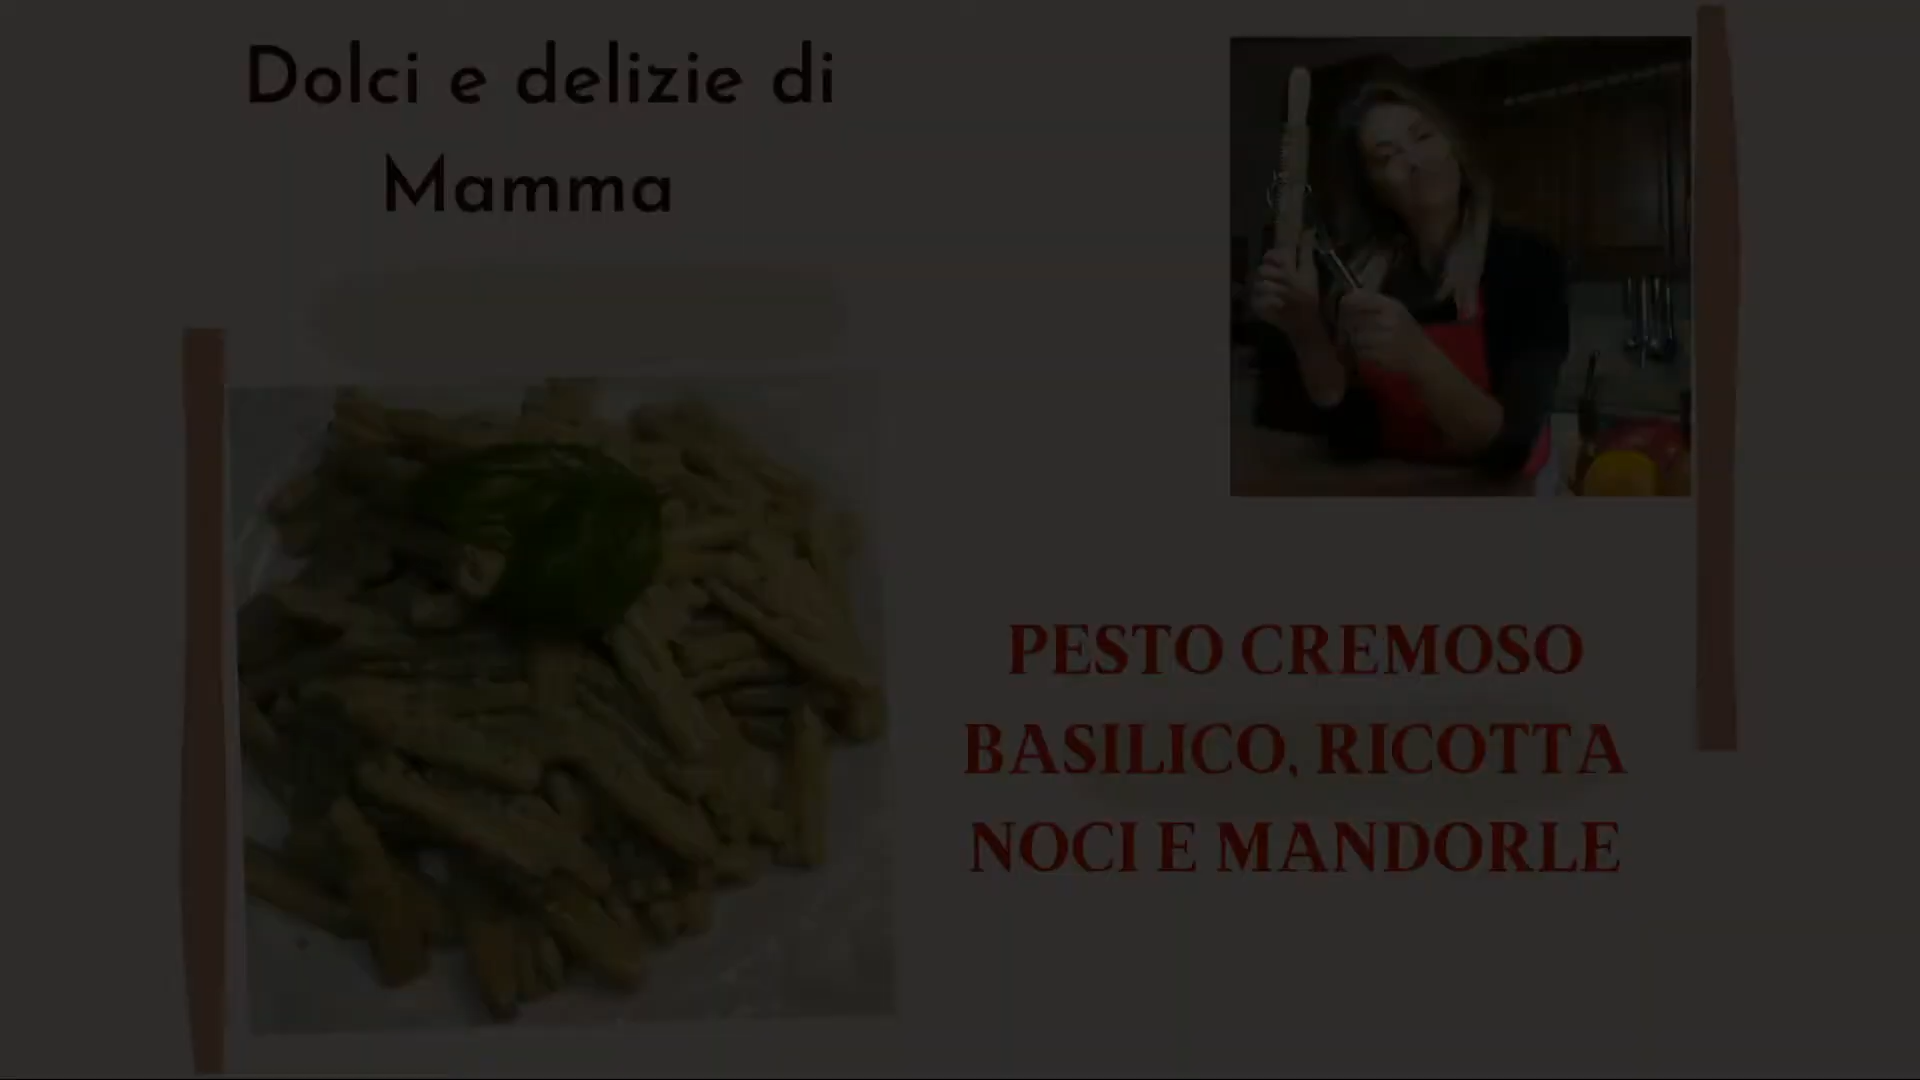 Dolci e delizie di
Mamma
PESTO CREMOSO
BASILICO, RICOTTA
NOCI E MANDORLE